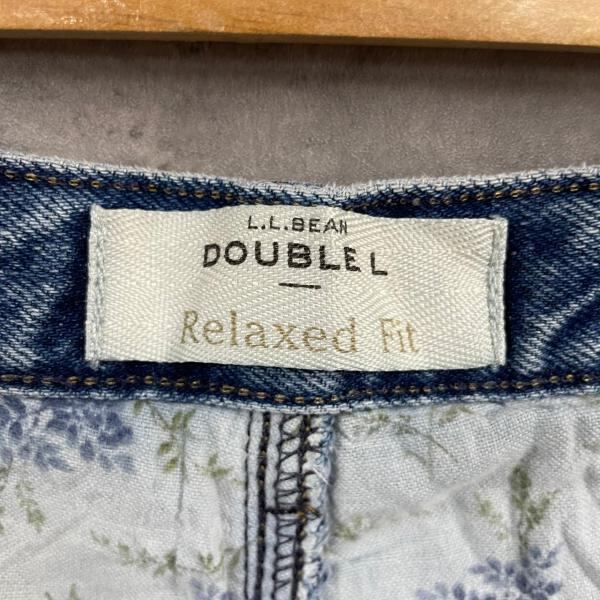 L.L.BEAN
DOUBLE L
Relaxed Fit